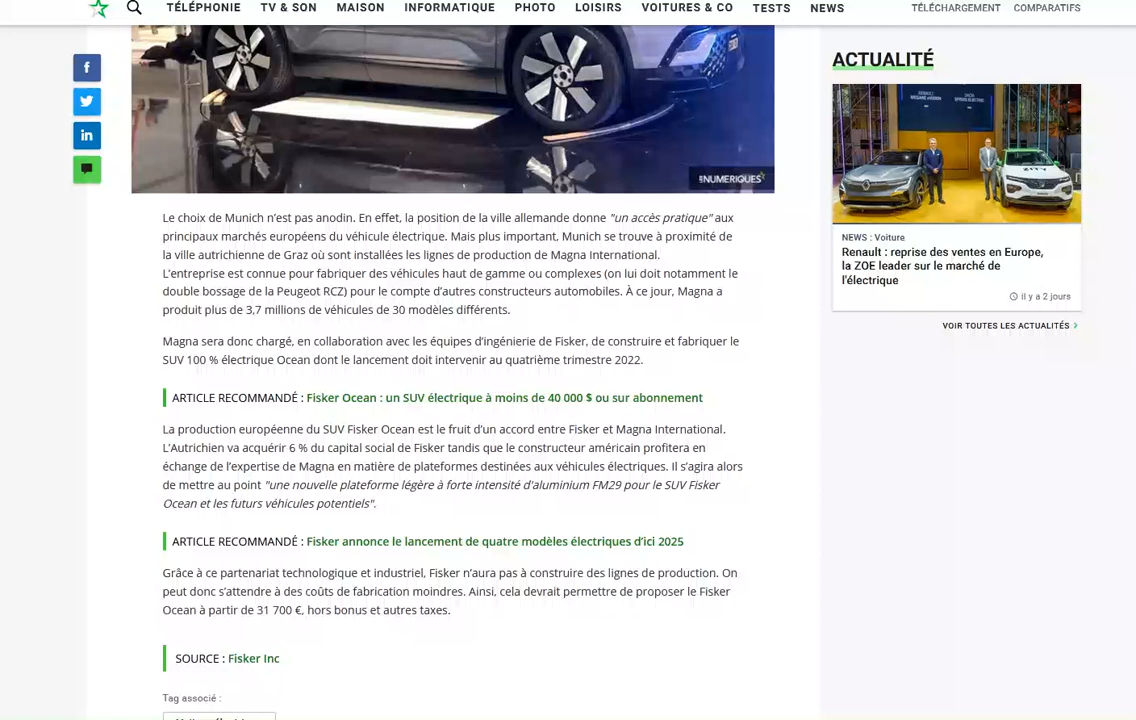 TÉLÉPHONIE TV & SON MAISON INFORMATIQUE PHOTO LOISIRS VOITURES & CO TESTS NEWS TÉLÉCHARGEMENT COMPARATIFS
LES NUMERIQUES
Le choix de Munich n’est pas anodin. En effet, la position de la ville allemande donne "un accès pratique" aux
principaux marchés européens du véhicule électrique. Mais plus important, Munich se trouve à proximité de
la ville autrichienne de Graz où sont installées les lignes de production de Magna International.
L’entreprise est connue pour fabriquer des véhicules haut de gamme ou complexes (on lui doit notamment le
double bossage de la Peugeot RCZ) pour le compte d’autres constructeurs automobiles. À ce jour, Magna a
produit plus de 3,7 millions de véhicules de 30 modèles différents.
Magna sera donc chargé, en collaboration avec les équipes d’ingénierie de Fisker, de construire et fabriquer le
SUV 100 % électrique Ocean dont le lancement doit intervenir au quatrième trimestre 2022.
ARTICLE RECOMMANDÉ : Fisker Ocean : un SUV électrique à moins de 40 000 $ ou sur abonnement
La production européenne du SUV Fisker Ocean est le fruit d’un accord entre Fisker et Magna International.
L’Autrichien va acquérir 6 % du capital social de Fisker tandis que le constructeur américain profitera en
échange de l’expertise de Magna en matière de plateformes destinées aux véhicules électriques. Il s’agira alors
de mettre au point "une nouvelle plateforme légère à forte intensité d'aluminium FM29 pour le SUV Fisker
Ocean et les futurs véhicules potentiels".
ARTICLE RECOMMANDÉ : Fisker annonce le lancement de quatre modèles électriques d’ici 2025
Grâce à ce partenariat technologique et industriel, Fisker n’aura pas à construire des lignes de production. On
peut donc s’attendre à des coûts de fabrication moindres. Ainsi, cela devrait permettre de proposer le Fisker
Ocean à partir de 31 700 €, hors bonus et autres taxes.
SOURCE : Fisker Inc
Tag associé :
ACTUALITÉ
NEWS : Voiture
Renault : reprise des ventes en Europe,
la ZOE leader sur le marché de
l'électrique
il y a 2 jours
VOIR TOUTES LES ACTUALITÉS